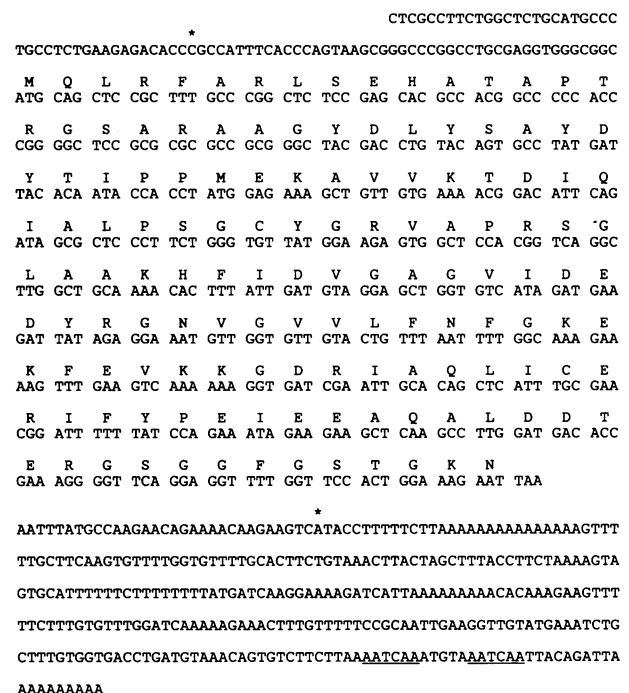 CTCGCCTTCTGGCTCTGCATGCCC
*
TGCCTCTGAAGAGACACCCGCCATTTCACCCAGTAAGCGGGCCCGGCCTGCGAGGTGGGCGGC
M Q L R F A R L S E H A T A P T
ATG CAG CTC CGC TTT GCC CGG CTC TCC GAG CAC GCC ACG GCC CCC ACC
R G S A R A A G Y D L Y S A Y D
CGG GGC TCC GCG CGC GCC GCG GGC TAC GAC CTG TAC AGT GCC TAT GAT
Y T I P P M E K A V V K T D I Q
TAC ACA ATA CCA CCT ATG GAG AAA GCT GTT GTG AAA ACG GAC ATT CAG
I A L P S G C Y G R V A P R S G
ATA GCG CTC CCT TCT GGG TGT TAT GGA AGA GTG GCT CCA CGG TCA GGC
L A A K H F I D V G A G V I D E
TTG GCT GCA AAA CAC TTT ATT GAT GTA GGA GCT GGT GTC ATA GAT GAA
D Y R G N V G V V L F N F G K E
GAT TAT AGA GGA AAT GTT GGT GTT GTA CTG TTT AAT TTT GGC AAA GAA
K F E V K K G D R I A Q L I C E
AAG TTT GAA GTC AAA AAA GGT GAT CGA ATT GCA CAG CTC ATT TGC GAA
R I F Y P E I E E A Q A L D D T
CGG ATT TTT TAT CCA GAA ATA GAA GAA GCT CAA GCC TTG GAT GAC ACC
E R G S G G F G S T G K N
GAA AGG GGT TCA GGA GGT TTT GGT TCC ACT GGA AAG AAT TAA
*
AATTTATGCCAAGAACAGAAAACAAGAAGTCATACCTTTTTCTTAAAAAAAAAAAAAAAGTTT
TTGCTTCAAGTGTTTTGGTGTTTTGCACTTCTGTAAACTTACTAGCTTTACCTTCTAAAAGTA
GTGCATTTTTTCTTTTTTTTTATGATCAAGGAAAAGATCATTAAAAAAAAACACAAAGAAGTTT
TTCTTTGTGTTTGGATCAAAAAGAAACTTTGTTTTTCCGCAATTGAAGGTTGTATGAAATCTG
CTTTGTGGTGACCTGATGTAAACAGTGTCTTCTTAAAATCAAATGTAAATCAATTACAGATTA
AAAAAAAAA